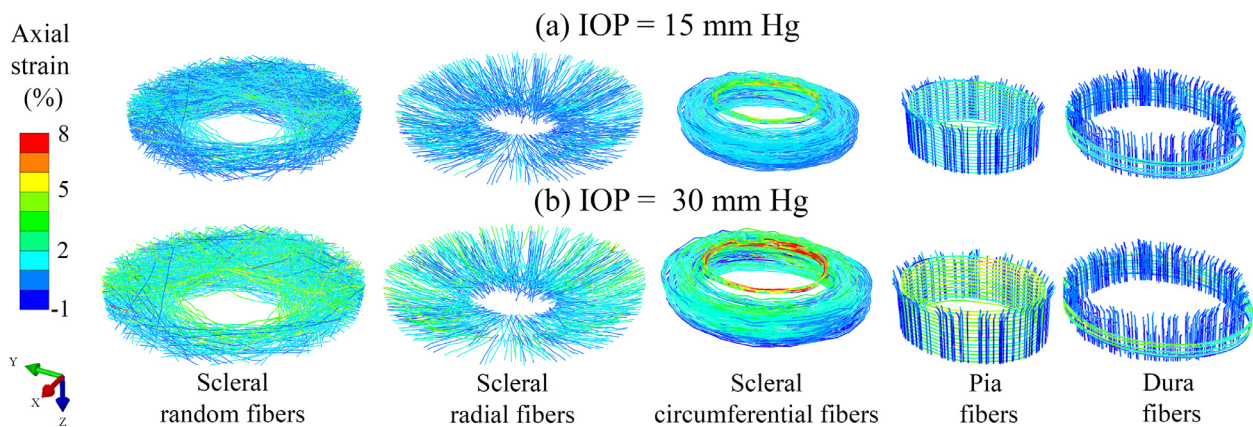 (a) IOP = 15 mm Hg
Axial
strain
(%)
8
5
2
-1
(b) IOP = 30 mm Hg
Y
X
Z
Scleral
random fibers
Scleral
radial fibers
Scleral
circumferential fibers
Pia
fibers
Dura
fibers